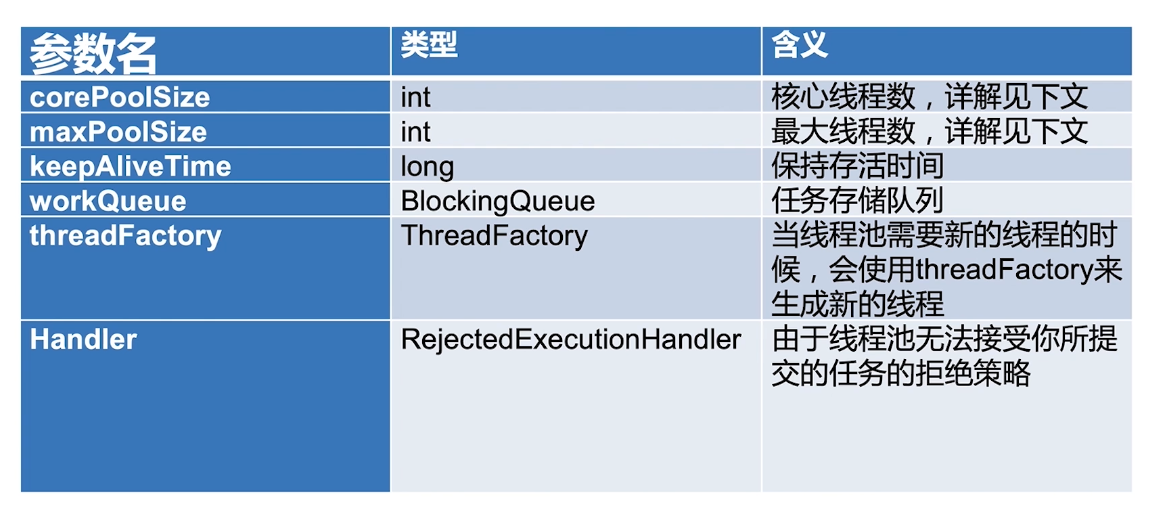 参数名 类型 含义
corePoolSize int 核心线程数，详解见下文
maxPoolSize int 最大线程数，详解见下文
keepAliveTime long 保持存活时间
workQueue BlockingQueue 任务存储队列
threadFactory ThreadFactory 当线程池需要新的线程的时
候，会使用threadFactory来
生成新的线程
Handler RejectedExecutionHandler 由于线程池无法接受你所提
交的任务的拒绝策略